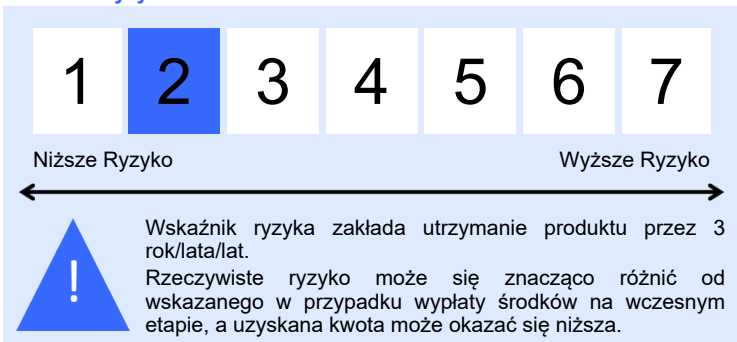 1 2 3 4 5 6 7
Niższe Ryzyko Wyższe Ryzyko
Wskaźnik ryzyka zakłada utrzymanie produktu przez 3
rok/lata/lat.
Rzeczywiste ryzyko może się znacząco różnić od
wskazanego w przypadku wypłaty środków na wczesnym
etapie, a uzyskana kwota może okazać się niższa.
!